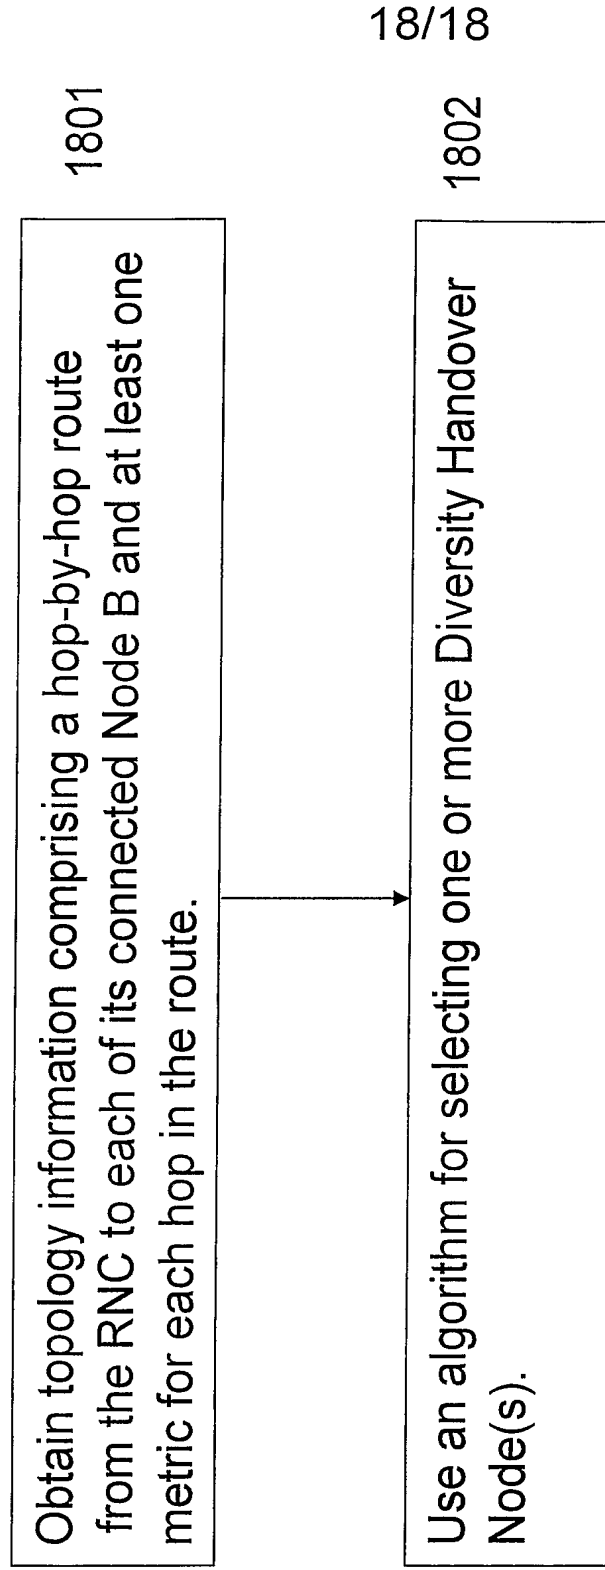 18/18
1801
Obtain topology information comprising a hop-by-hop route
from the RNC to each of its connected Node B and at least one
metric for each hop in the route.
1802
Use an algorithm for selecting one or more Diversity Handover
Node(s).